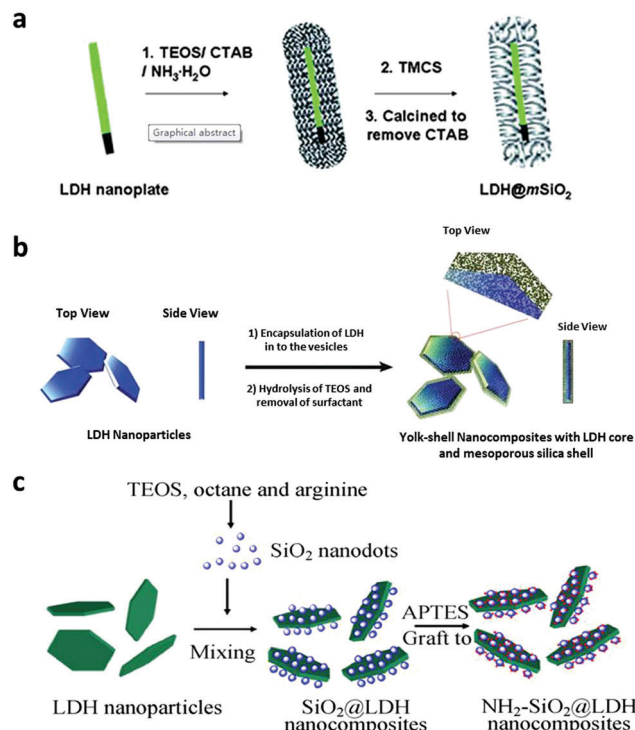 a
1. TEOS/ CTAB
/ NH₃·H₂O
Graphical abstract
2. TMCS
3. Calcined to
remove CTAB
LDH nanoplate
LDH@mSiO₂
b
Top View
Top View
Side View
1) Encapsulation of LDH
in to the vesicles
Side View
2) Hydrolysis of TEOS and
removal of surfactant
LDH Nanoparticles
Yolk-shell Nanocomposites with LDH core
and mesoporous silica shell
c
TEOS, octane and arginine
SiO₂ nanodots
Mixing
APTES
Graft to
LDH nanoparticles
SiO₂@LDH
nanocomposites
NH₂-SiO₂@LDH
nanocomposites